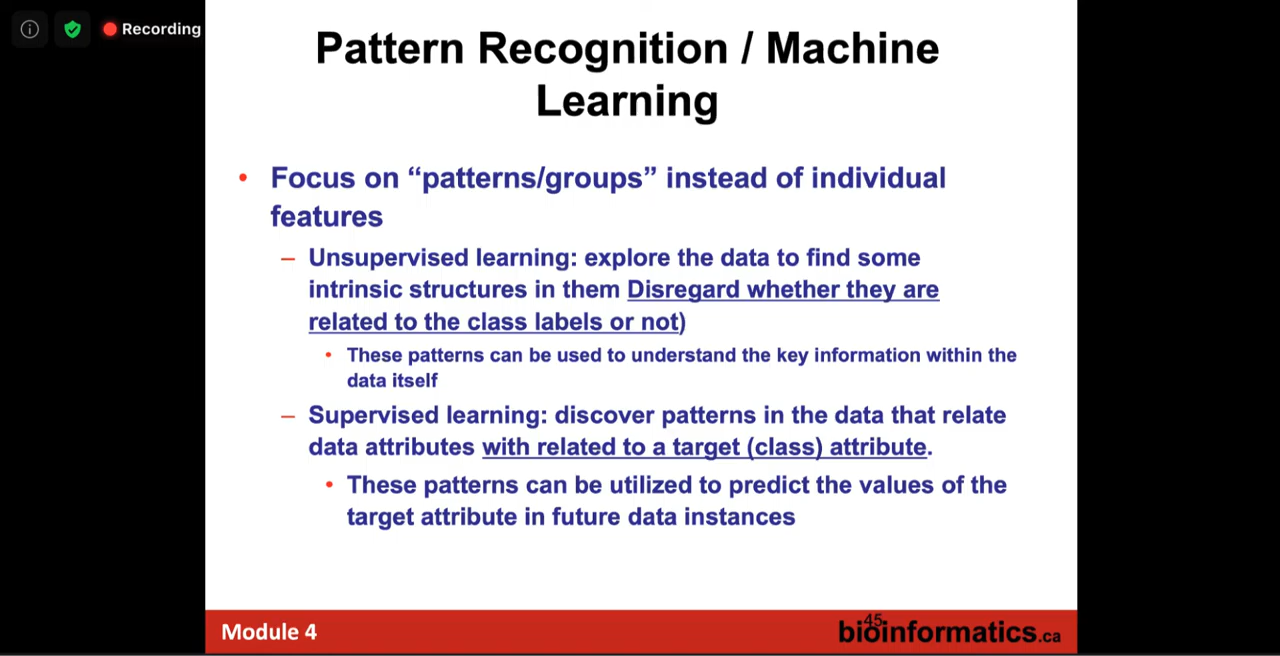 Recording
Pattern Recognition / Machine
Learning
• Focus on “patterns/groups” instead of individual
features
– Unsupervised learning: explore the data to find some
intrinsic structures in them Disregard whether they are
related to the class labels or not)
• These patterns can be used to understand the key information within the
data itself
– Supervised learning: discover patterns in the data that relate
data attributes with related to a target (class) attribute.
• These patterns can be utilized to predict the values of the
target attribute in future data instances
Module 4
45
bioinformatics.ca